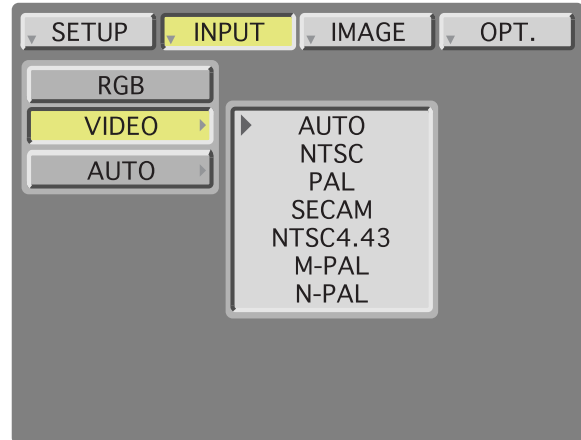 SETUP INPUT IMAGE OPT.
RGB
VIDEO
AUTO
AUTO
NTSC
PAL
SECAM
NTSC4.43
M-PAL
N-PAL